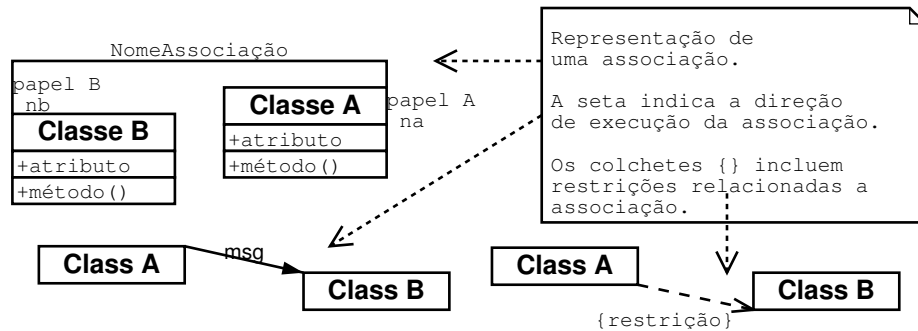 NomeAssociação
papel B
nb
Classe B
+atributo
+método()
Classe A
+atributo
+método()
papel A
na
Representação de
uma associação.
A seta indica a direção
de execução da associação.
Os colchetes {} incluem
restrições relacionadas a
associação.
Class A
msg
Class B
Class A
{restrição}
Class B